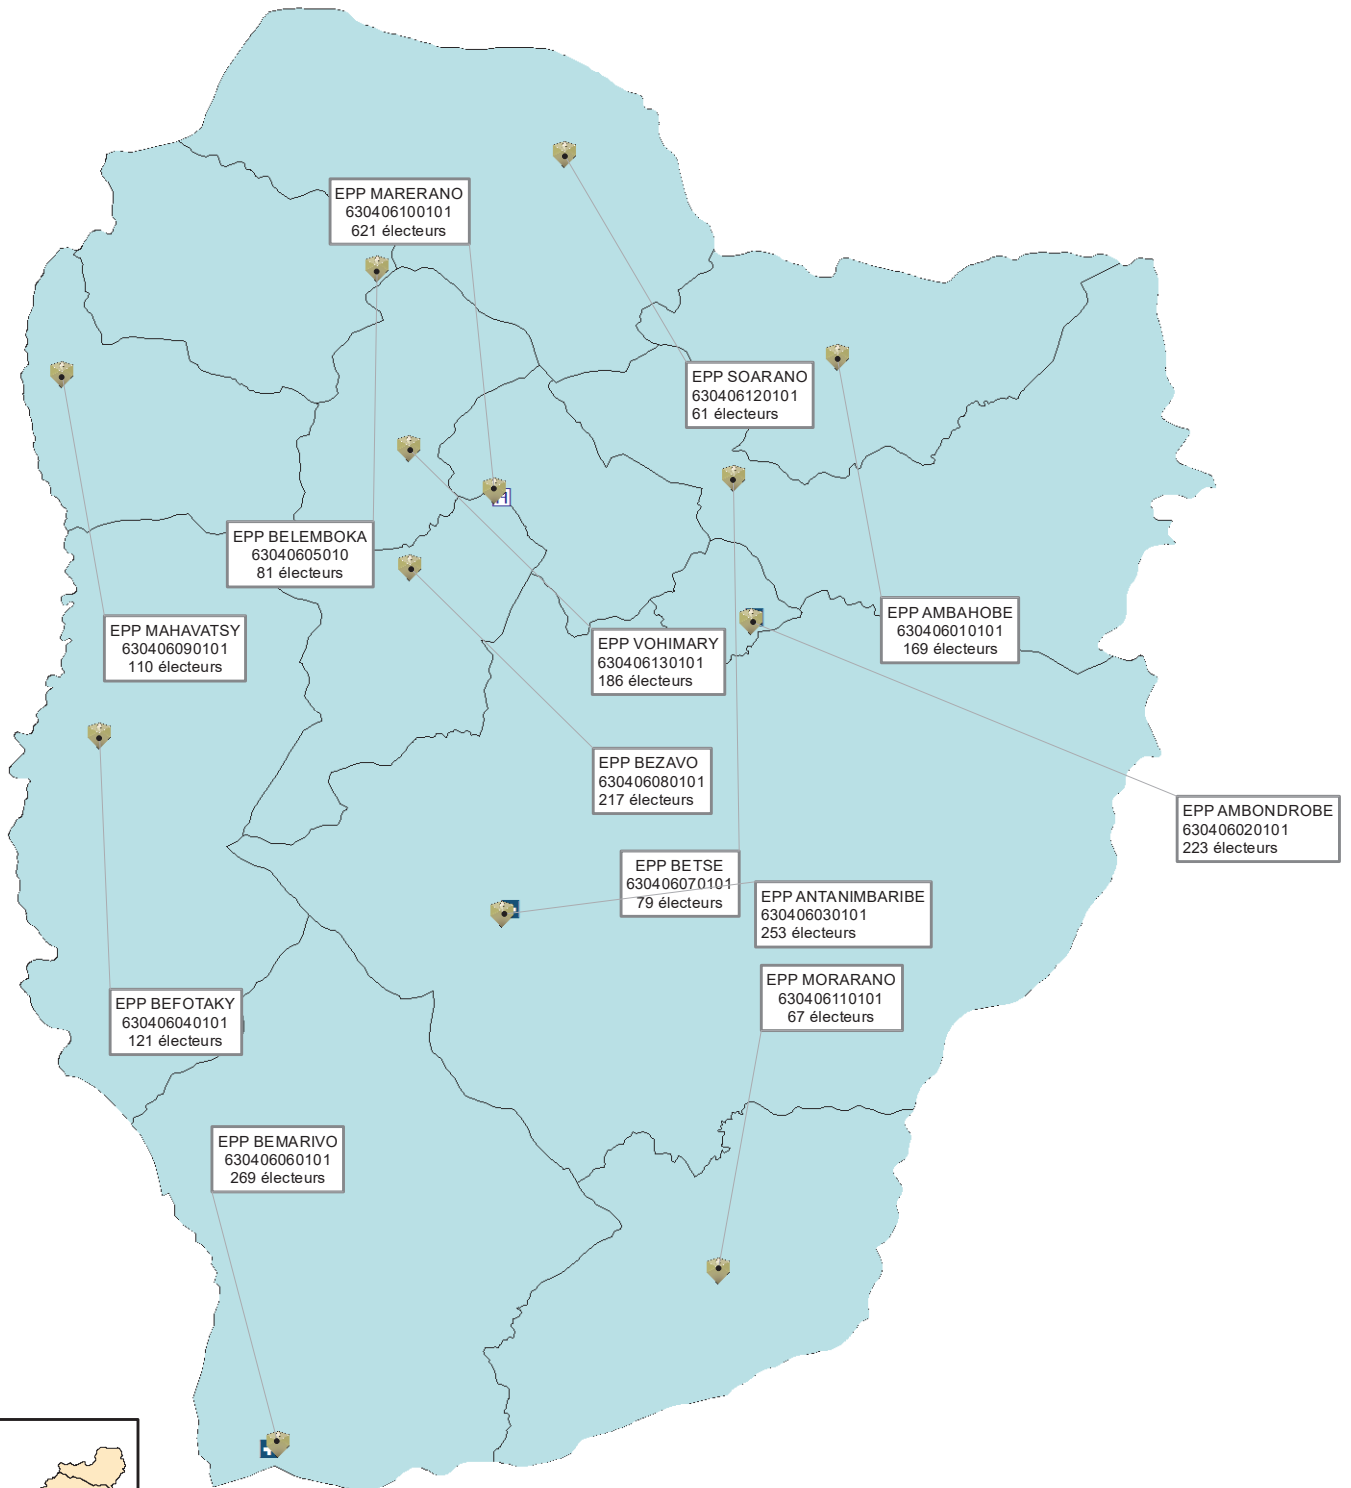 EPP MARERANO
630406100101
621 électeurs
EPP SOARANO
630406120101
61 électeurs
EPP BELEMBOKA
63040605010
81 électeurs
EPP MAHAVATSY
630406090101
110 électeurs
EPP VOHIMARY
630406130101
186 électeurs
EPP AMBAHOBE
630406010101
169 électeurs
EPP BEZAVO
630406080101
217 électeurs
EPP AMBONDROBE
630406020101
223 électeurs
EPP BETSE
630406070101
79 électeurs
EPP ANTANIMBARIBE
630406030101
253 électeurs
EPP MORARANO
630406110101
67 électeurs
EPP BEFOTAKY
630406040101
121 électeurs
EPP BEMARIVO
630406060101
269 électeurs